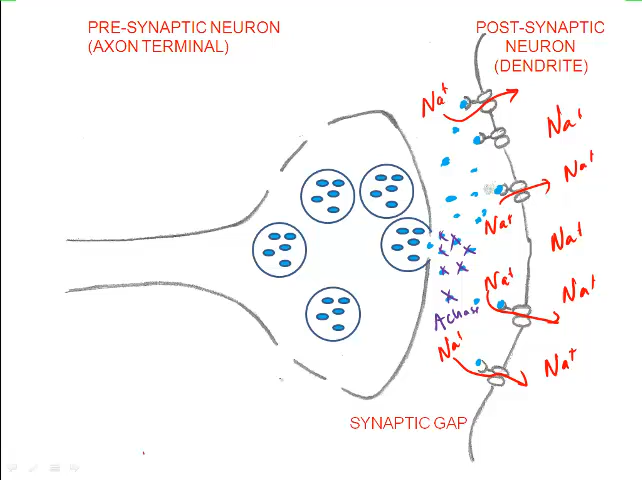 PRE-SYNAPTIC NEURON
(AXON TERMINAL)
POST-SYNAPTIC
NEURON
(DENDRITE)
Na+
Na+
Na+
Na+
Na+
Na+
Na+
Achase
Na+
Na+
SYNAPTIC GAP